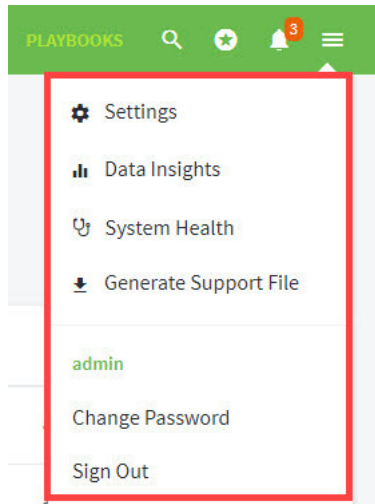 PLAYBOOKS
3
Settings
Data Insights
System Health
Generate Support File
admin
Change Password
Sign Out